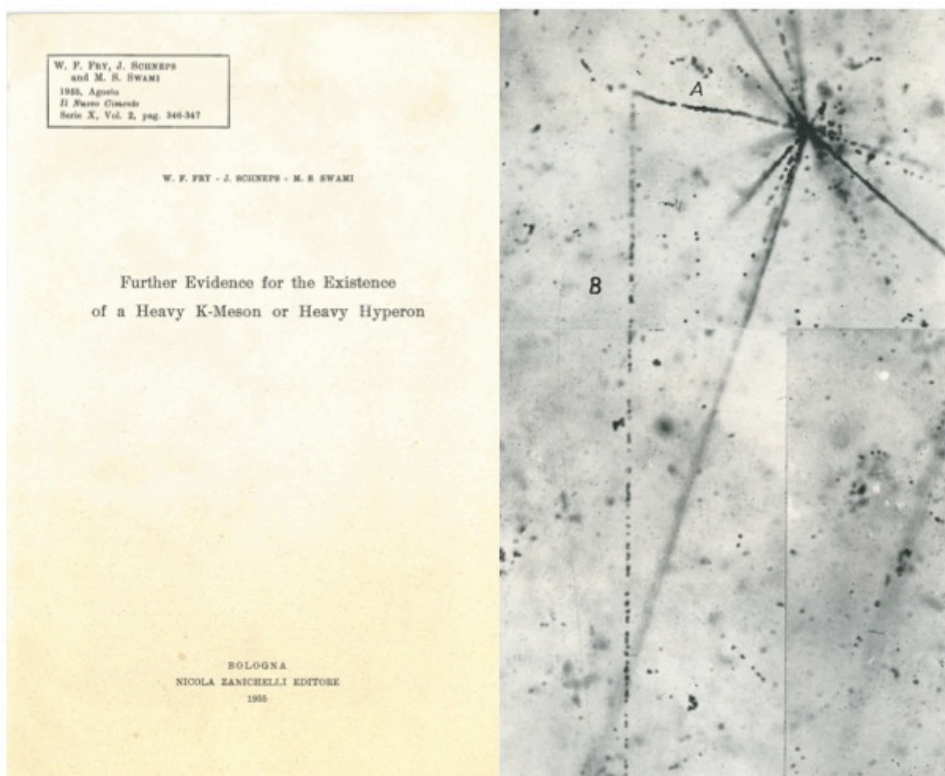 W. F. FRY, J. SCHNEPS
and M. S. SWAMI
1955, Agosto
Il Nuovo Cimento
Serie X, Vol. 2, pag. 346-347
W. F. FRY - J. SCHNEPS - M. S SWAMI
Further Evidence for the Existence
of a Heavy K-Meson or Heavy Hyperon
BOLOGNA
NICOLA ZANICHELLI EDITORE
1955
A
B